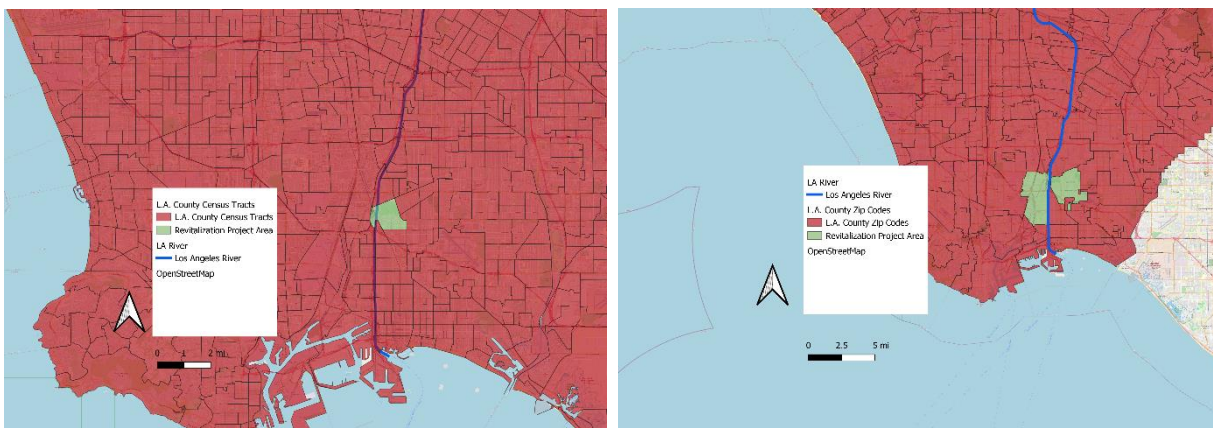 L.A. County Census Tracts
L.A. County Census Tracts
Revitalization Project Area
LA River
Los Angeles River
OpenStreetMap
0 1 2 mi
LA River
Los Angeles River
L.A. County Zip Codes
L.A. County Zip Codes
Revitalization Project Area
OpenStreetMap
0 2.5 5 mi